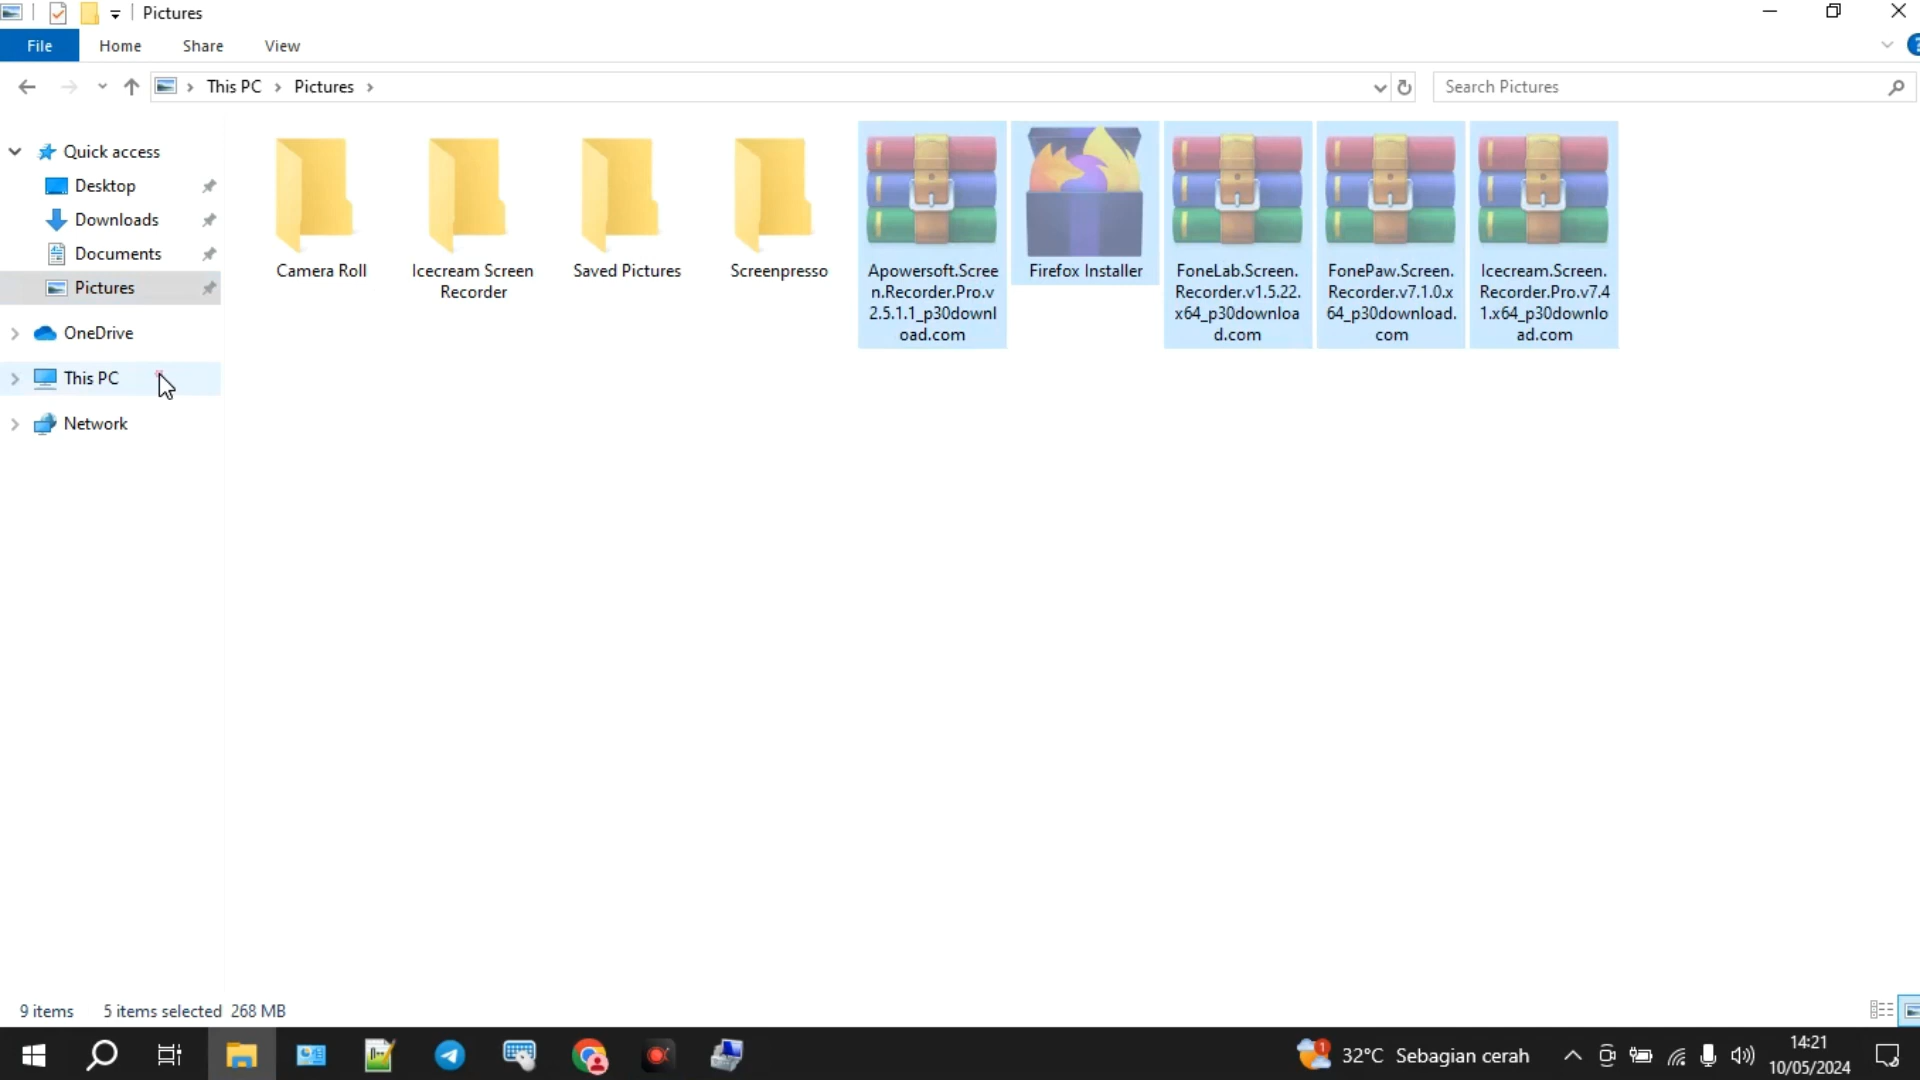 Pictures
File Home Share View
This PC Pictures
Search Pictures
Quick access
Desktop
Downloads
Documents
Pictures
OneDrive
This PC
Network
Camera Roll
Icecream Screen
Recorder
Saved Pictures
Screenpresso
Apowersoft.Scree
n.Recorder.Pro.v
2.5.1.1_p30downl
oad.com
Firefox Installer
FoneLab.Screen.
Recorder.v1.5.22.
x64_p30downloa
d.com
FonePaw.Screen.
Recorder.v7.1.0.x
64_p30download.
com
Icecream.Screen.
Recorder.Pro.v7.4
1.x64_p30downlo
ad.com
9 items 5 items selected 268 MB
1 32°C Sebagian cerah
14:21
10/05/2024